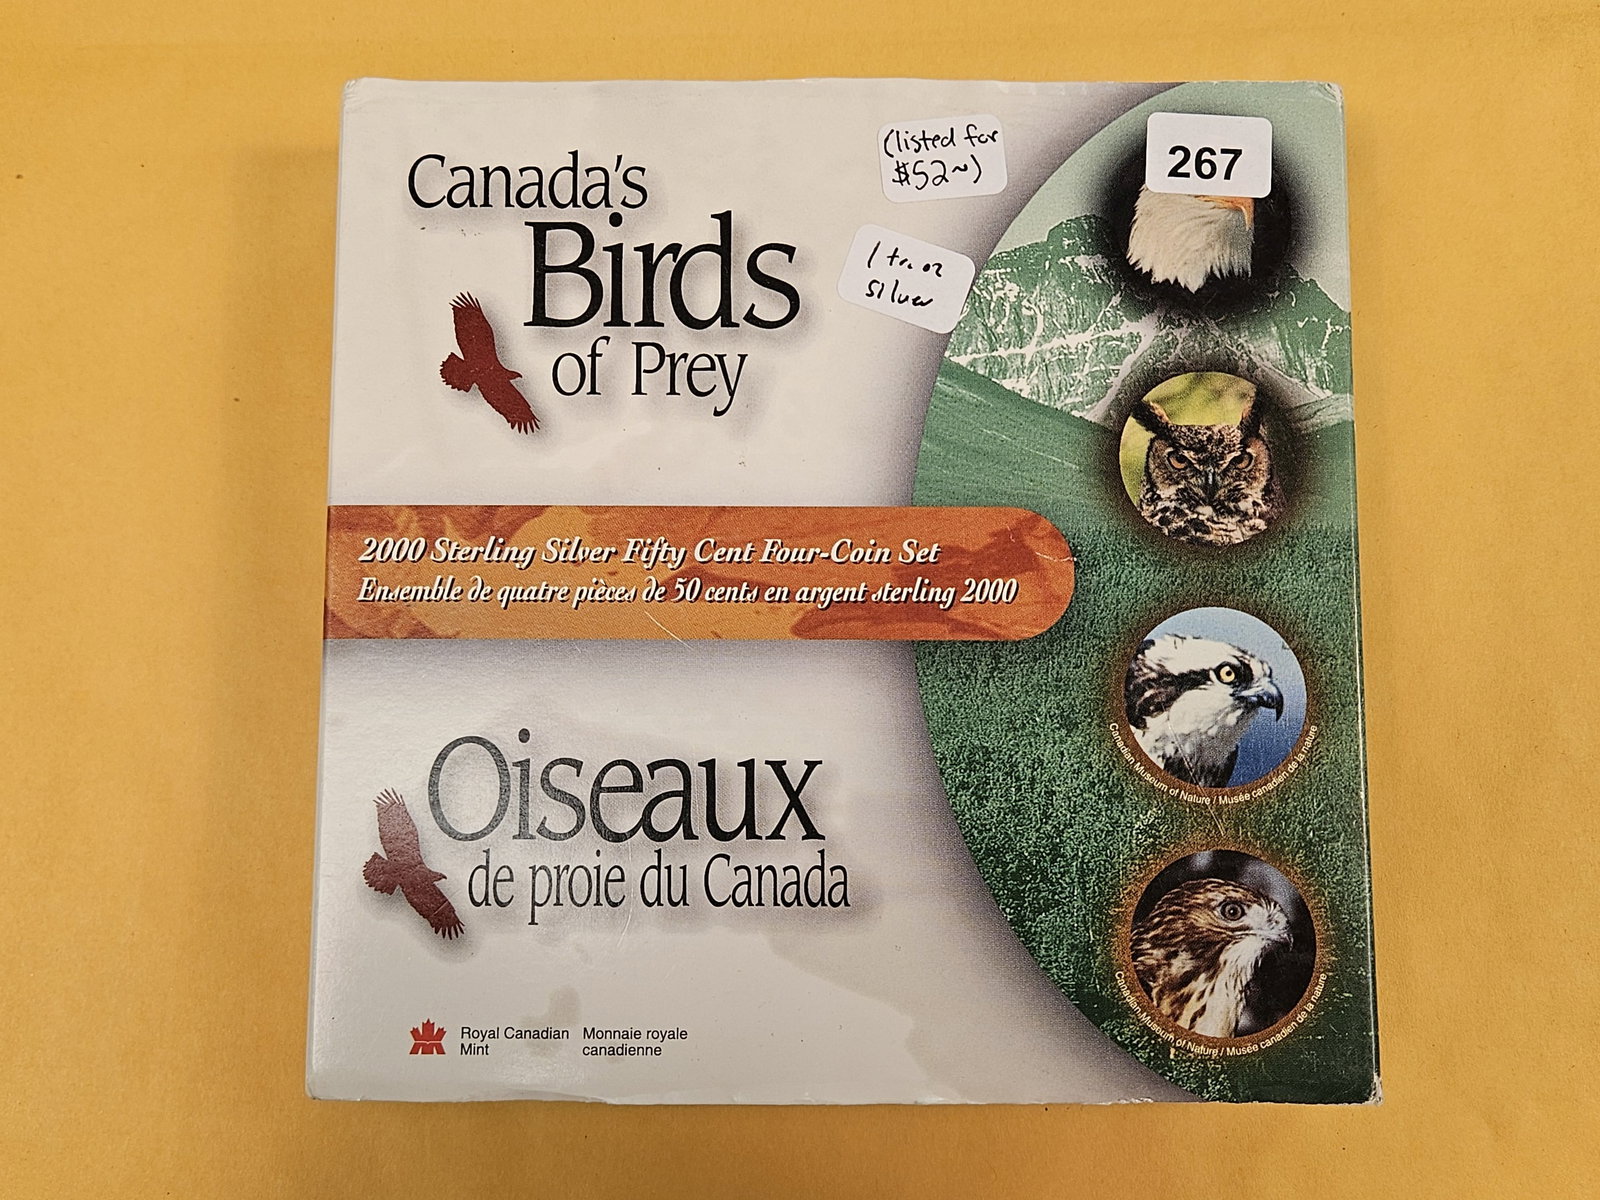 Canada's
Birds
of Prey
(listed for
$52~)
1 tr. oz
silver
267
2000 Sterling Silver Fifty Cent Four-Coin Set
Ensemble de quatre pièces de 50 cents en argent sterling 2000
Oiseaux
de proie du Canada
Canadian Museum of Nature / Musée canadien de la nature
Canadian Museum of Nature / Musée canadien de la nature
Royal Canadian
Mint
Monnaie royale
canadienne